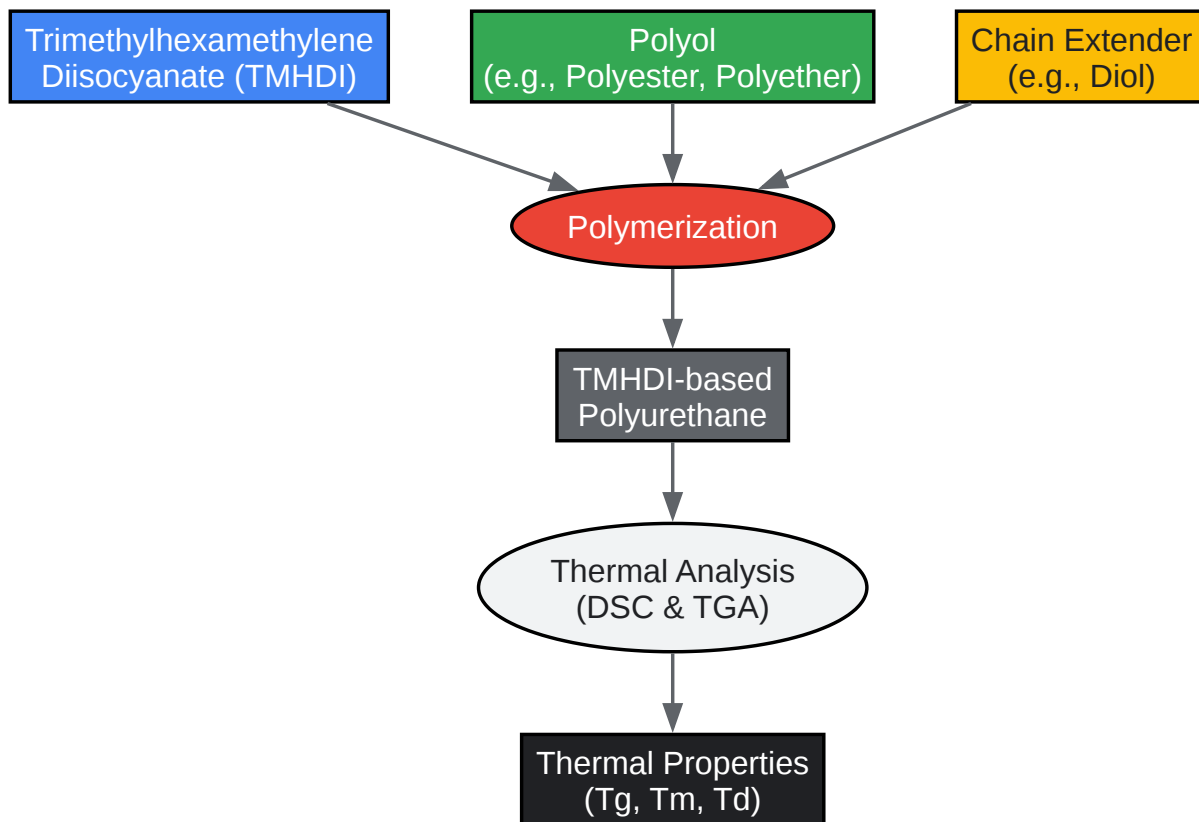 Trimethylhexamethylene
Diisocyanate (TMHDI)
Polyol
(e.g., Polyester, Polyether)
Chain Extender
(e.g., Diol)
Polymerization
TMHDI-based
Polyurethane
Thermal Analysis
(DSC & TGA)
Thermal Properties
(Tg, Tm, Td)